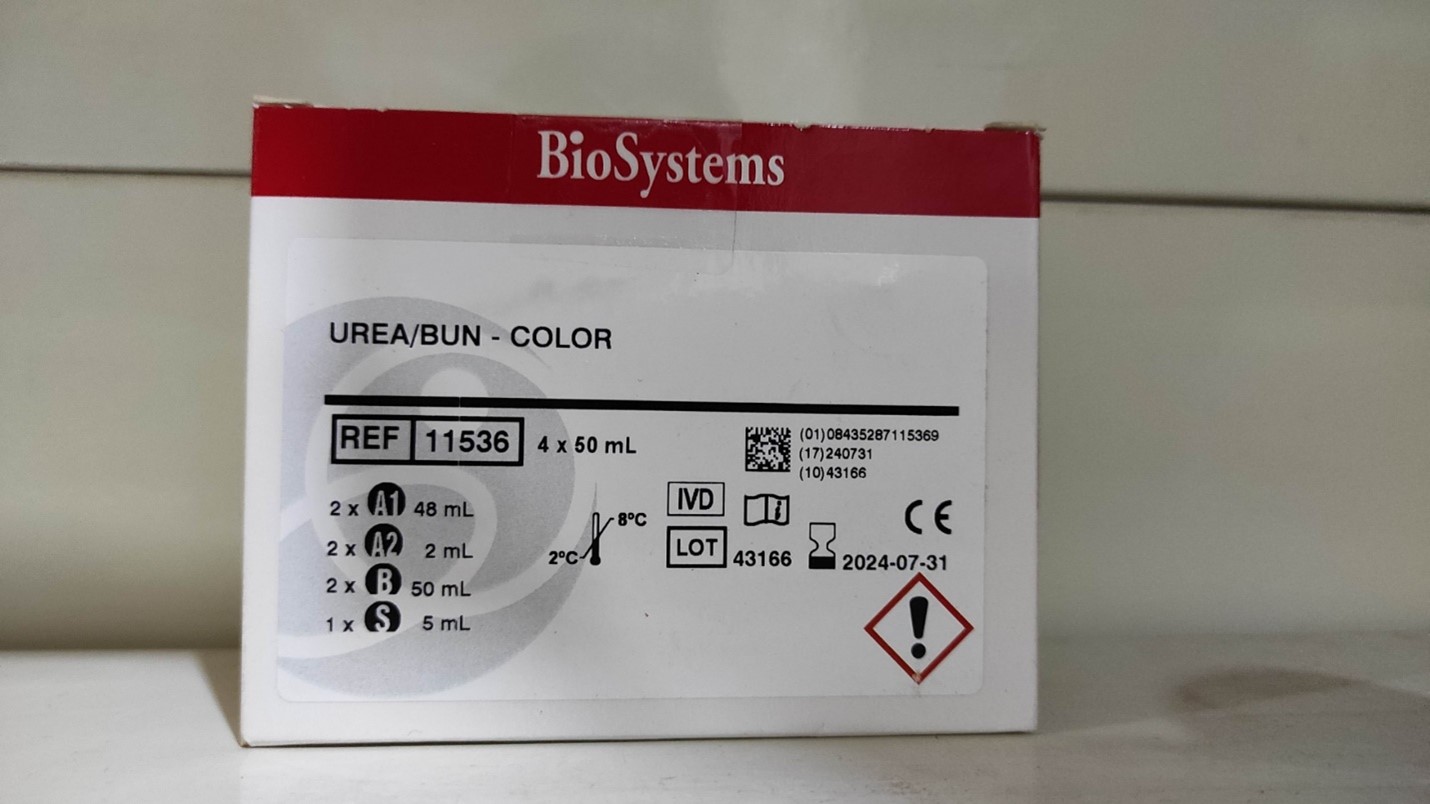 BioSystems
UREA/BUN - COLOR
REF 11536 4 x 50 mL
(01)08435287115369
(17)240731
(10)43166
2 x A1 48 mL
2 x A2 2 mL
2 x B 50 mL
1 x S 5 mL
2ºC
8ºC
IVD
i
LOT 43166
2024-07-31
CE